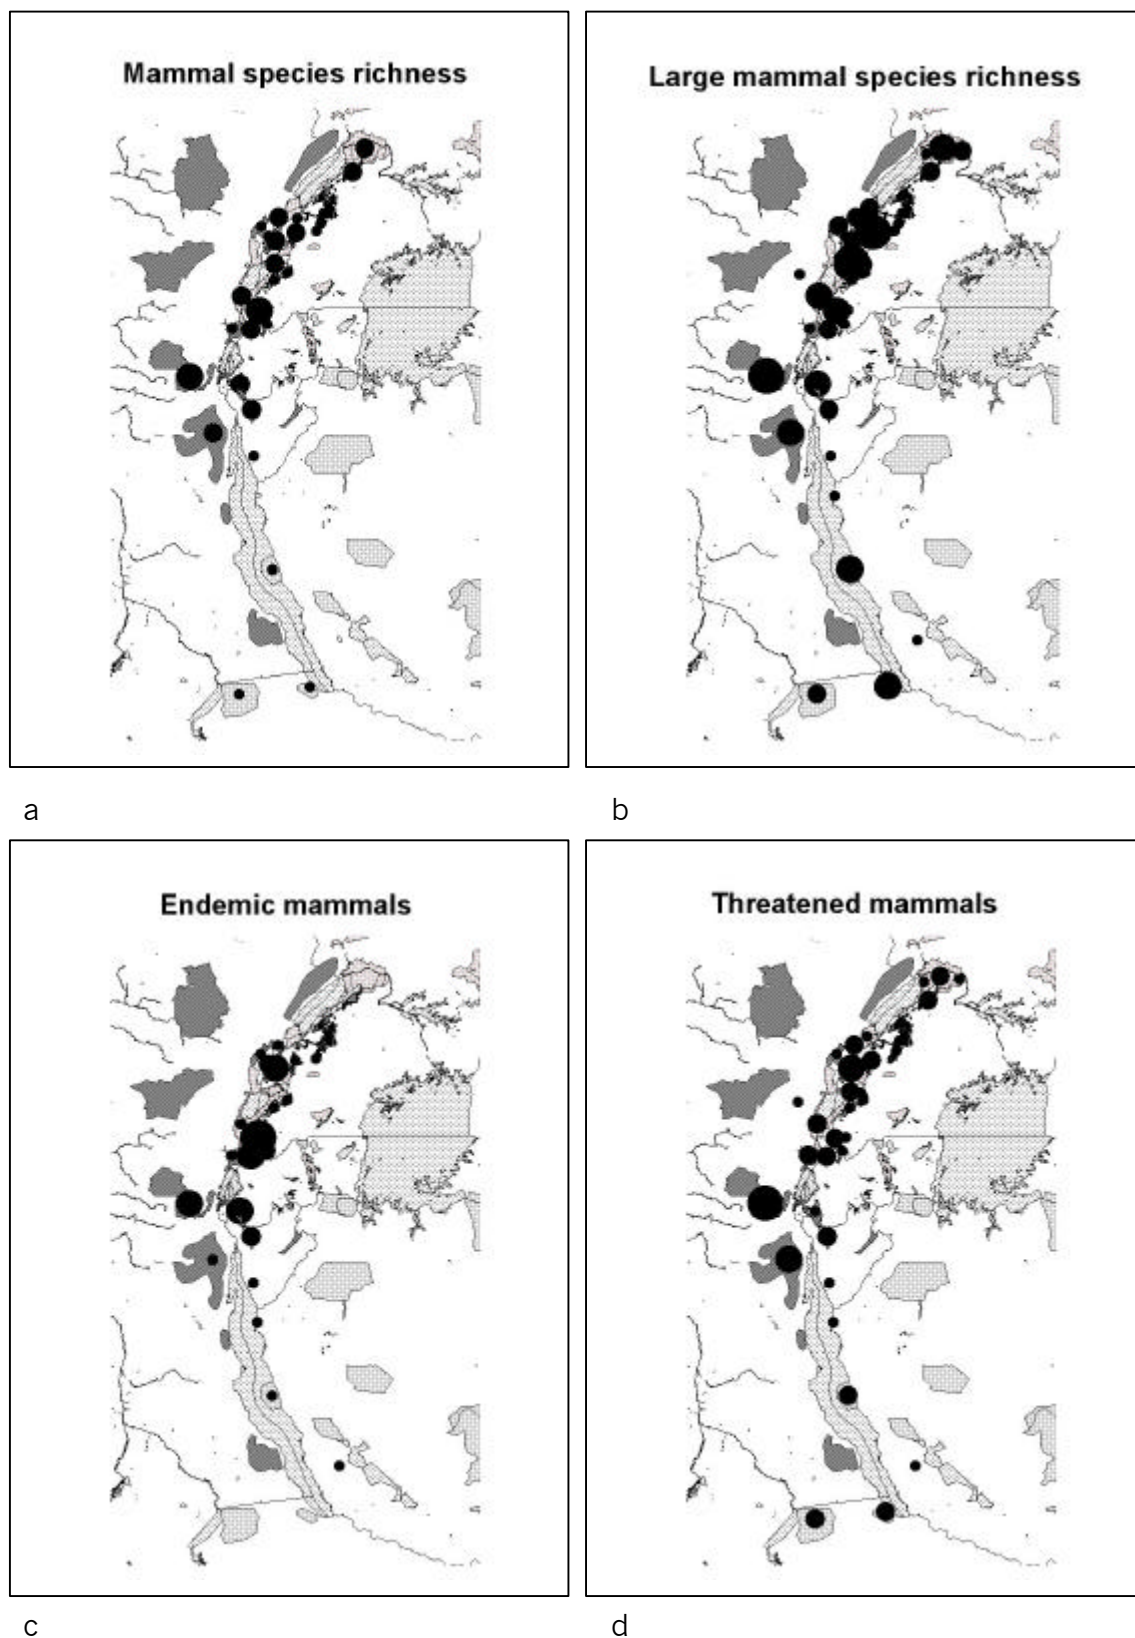 Mammal species richness
Large mammal species richness
a
b
Endemic mammals
Threatened mammals
c
d